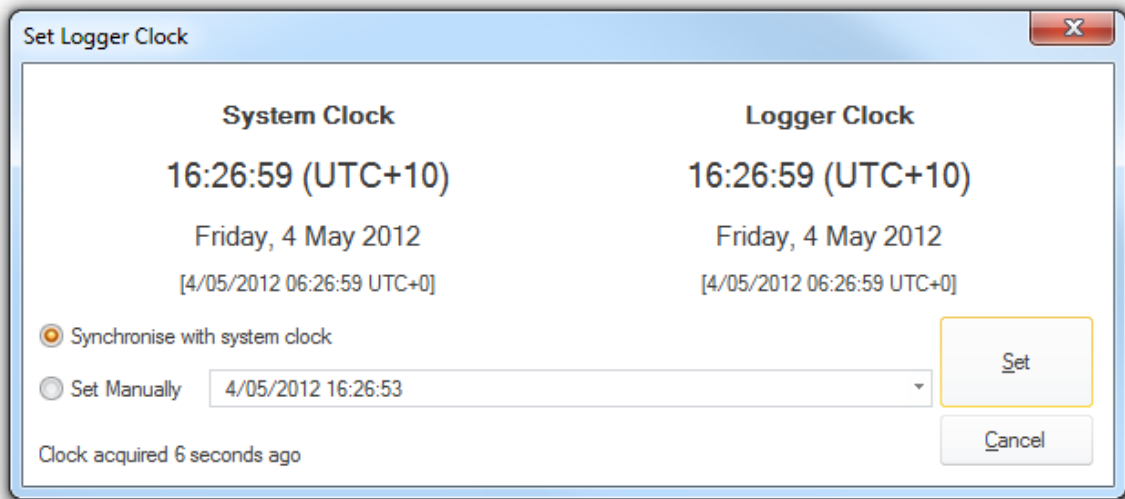 Set Logger Clock
System Clock
Logger Clock
16:26:59 (UTC+10)
16:26:59 (UTC+10)
Friday, 4 May 2012
Friday, 4 May 2012
[4/05/2012 06:26:59 UTC+0]
[4/05/2012 06:26:59 UTC+0]
Synchronise with system clock
Set Manually
4/05/2012 16:26:53
Set
Cancel
Clock acquired 6 seconds ago